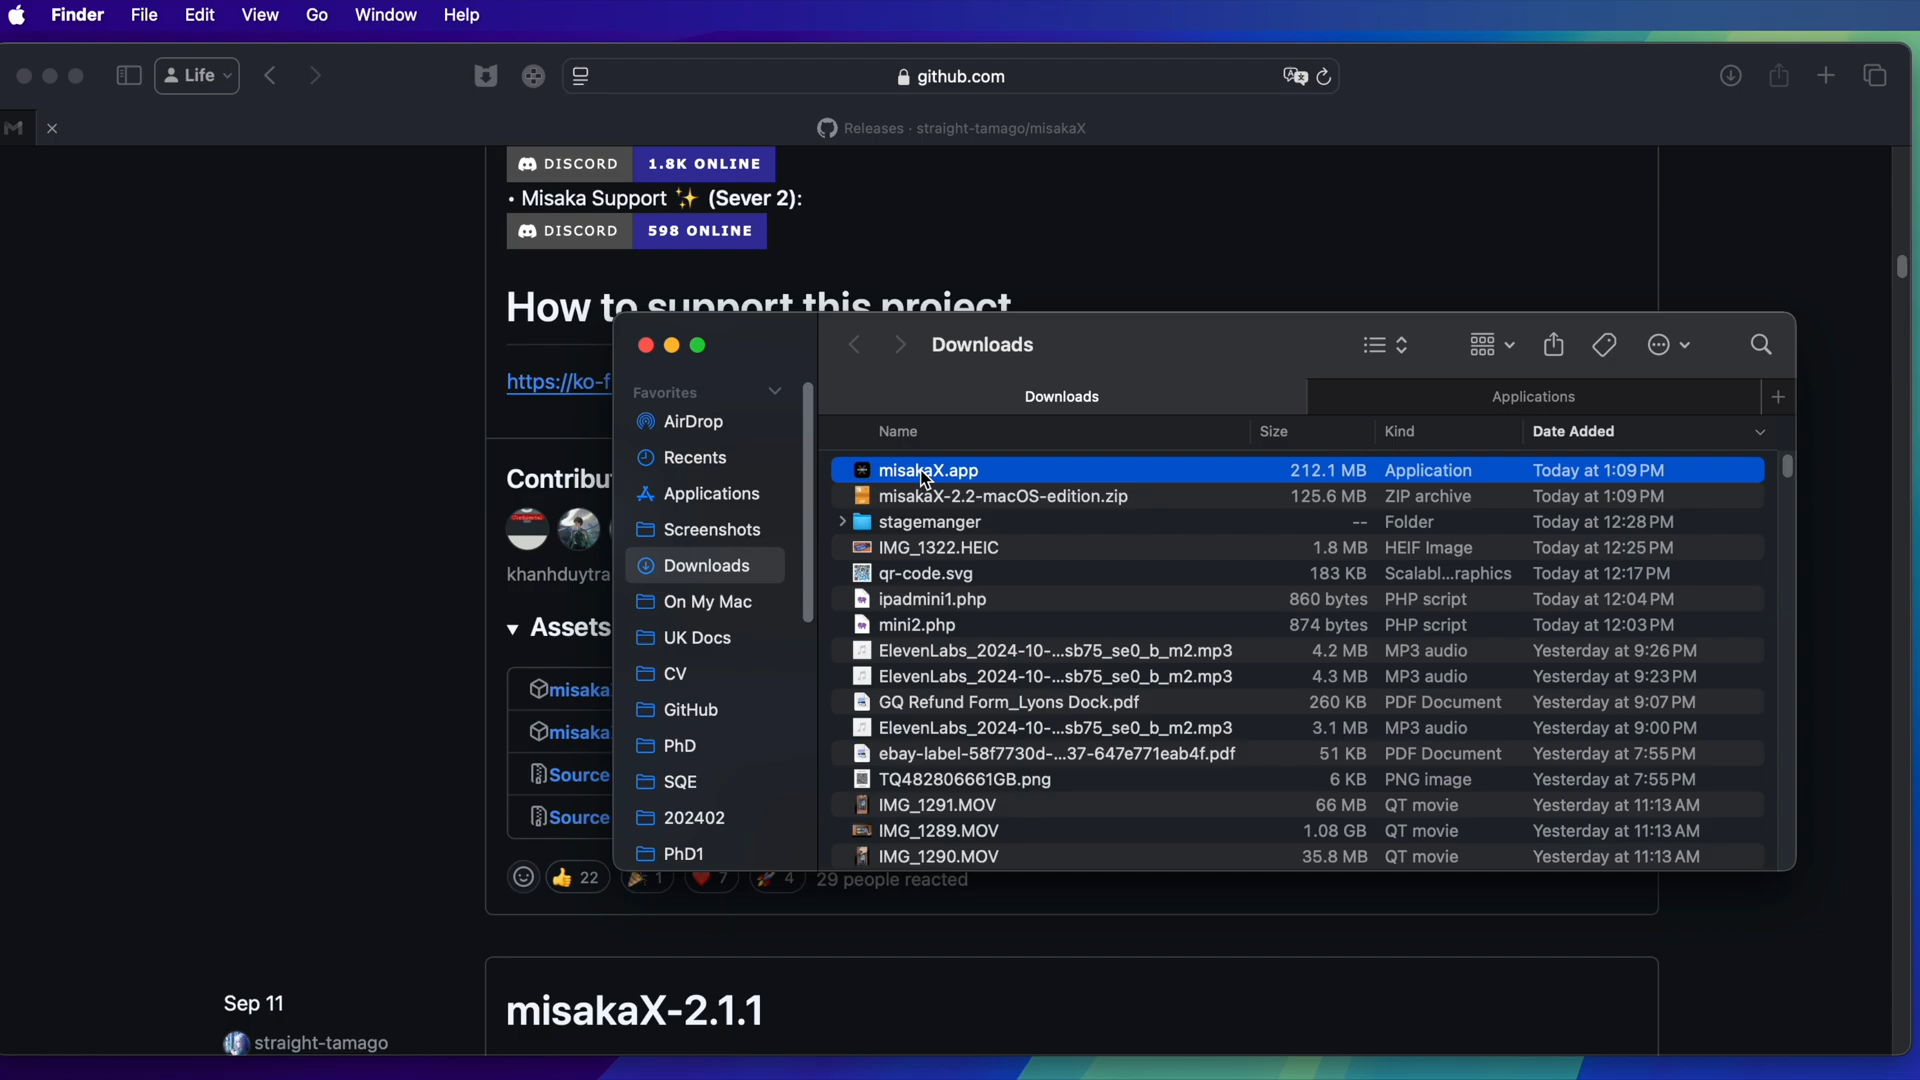 Finder File Edit View Go Window Help
Life github.com
Releases · straight-tamago/misakaX
DISCORD 1.8K ONLINE
• Misaka Support ✨ (Sever 2):
DISCORD 598 ONLINE
How to support this project
https://ko-f
Contribu
khanhduytra
Assets
misaka
misaka
Source
Source
22 1 7 4 29 people reacted
Sep 11
straight-tamago
misakaX-2.1.1
Downloads
Downloads Applications
Favorites
AirDrop
Recents
Applications
Screenshots
Downloads
On My Mac
UK Docs
CV
GitHub
PhD
SQE
202402
PhD1
Name Size Kind Date Added
misakaX.app 212.1 MB Application Today at 1:09 PM
misakaX-2.2-macOS-edition.zip 125.6 MB ZIP archive Today at 1:09 PM
stagemanger -- Folder Today at 12:28 PM
IMG_1322.HEIC 1.8 MB HEIF Image Today at 12:25 PM
qr-code.svg 183 KB Scalabl...raphics Today at 12:17 PM
ipadmini1.php 860 bytes PHP script Today at 12:04 PM
mini2.php 874 bytes PHP script Today at 12:03 PM
ElevenLabs_2024-10-...sb75_se0_b_m2.mp3 4.2 MB MP3 audio Yesterday at 9:26 PM
ElevenLabs_2024-10-...sb75_se0_b_m2.mp3 4.3 MB MP3 audio Yesterday at 9:23 PM
GQ Refund Form_Lyons Dock.pdf 260 KB PDF Document Yesterday at 9:07 PM
ElevenLabs_2024-10-...sb75_se0_b_m2.mp3 3.1 MB MP3 audio Yesterday at 9:00 PM
ebay-label-58f7730d-...37-647e771eab4f.pdf 51 KB PDF Document Yesterday at 7:55 PM
TQ482806661GB.png 6 KB PNG image Yesterday at 7:55 PM
IMG_1291.MOV 66 MB QT movie Yesterday at 11:13 AM
IMG_1289.MOV 1.08 GB QT movie Yesterday at 11:13 AM
IMG_1290.MOV 35.8 MB QT movie Yesterday at 11:13 AM